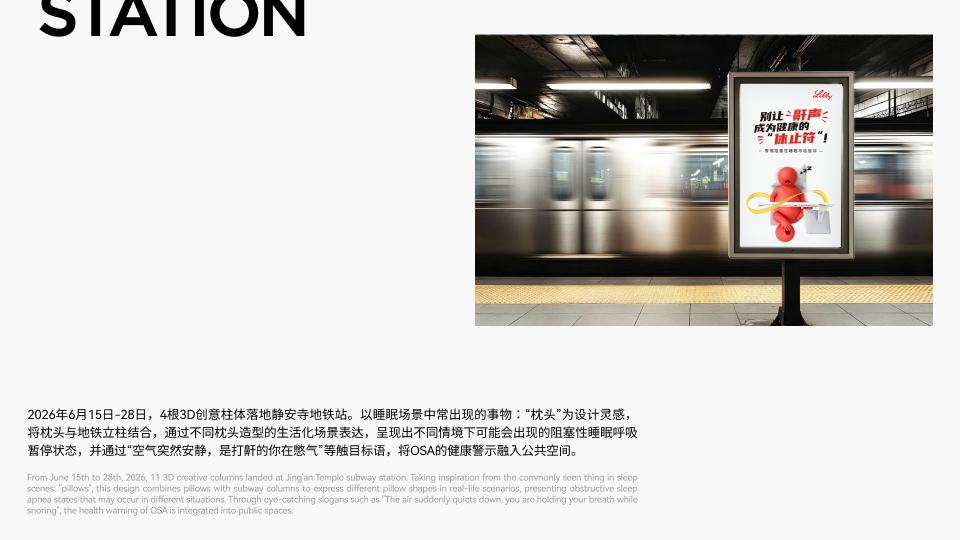 STATION
Lilly
别让"鼾声
成为健康的
"休止符"!
2026年6月15日-28日，4根3D创意柱体落地静安寺地铁站。以睡眠场景中常出现的事物：“枕头”为设计灵感，
将枕头与地铁立柱结合，通过不同枕头造型的生活化场景表达，呈现出不同情境下可能会出现的阻塞性睡眠呼吸
暂停状态，并通过“空气突然安静，是打鼾的你在憋气”等触目标语，将OSA的健康警示融入公共空间。
From June 15th to 28th, 2026, 11 3D creative columns landed at Jing'an Temple subway station. Taking inspiration from the commonly seen thing in sleep
scenes: "pillows", this design combines pillows with subway columns to express different pillow shapes in real-life scenarios, presenting obstructive sleep
apnea states that may occur in different situations. Through eye-catching slogans such as "The air suddenly quiets down, you are holding your breath while
snoring", the health warning of OSA is integrated into public spaces.